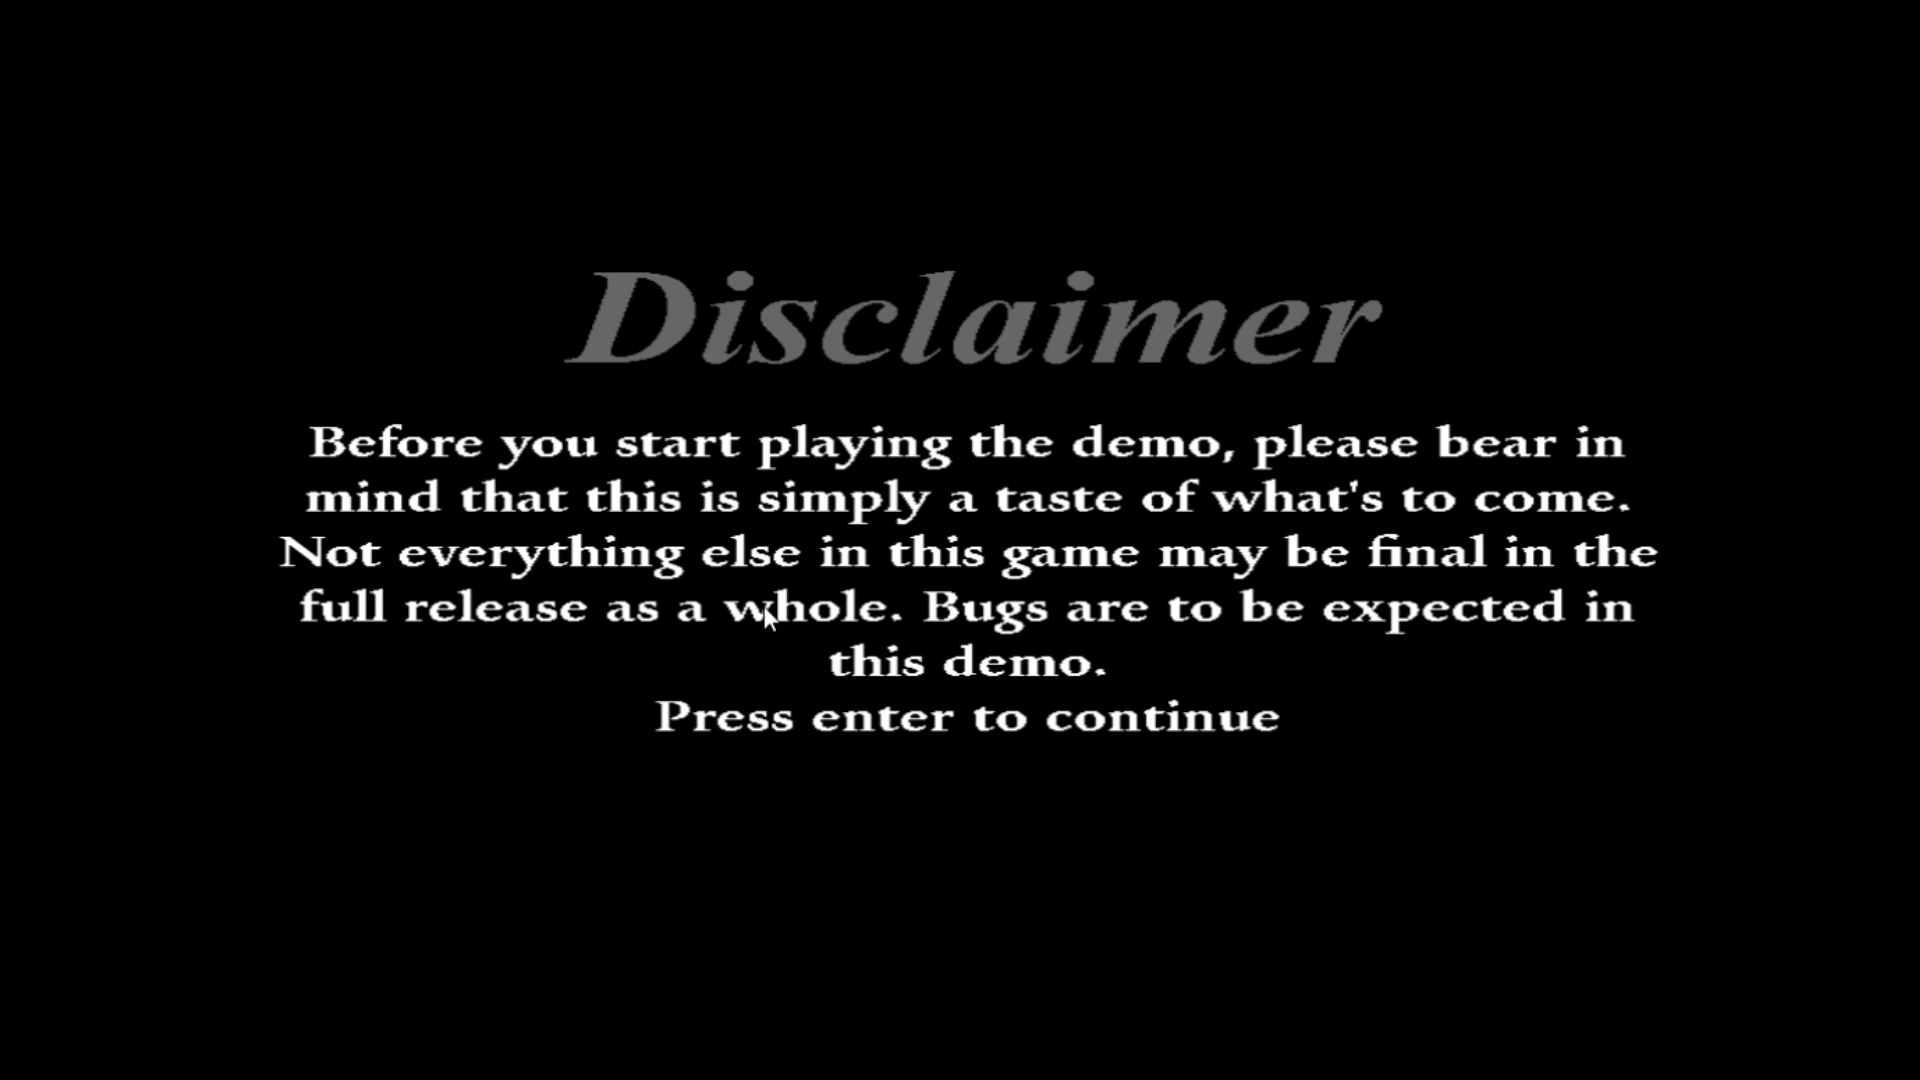 Disclaimer
Before you start playing the demo, please bear in
mind that this is simply a taste of what's to come.
Not everything else in this game may be final in the
full release as a whole. Bugs are to be expected in
this demo.
Press enter to continue